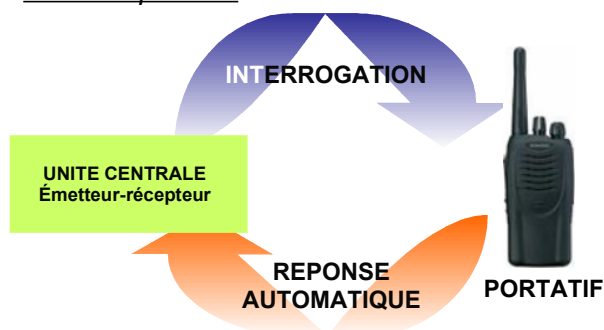 INTERROGATION
UNITE CENTRALE
Émetteur-récepteur
REPONSE
AUTOMATIQUE
PORTATIF